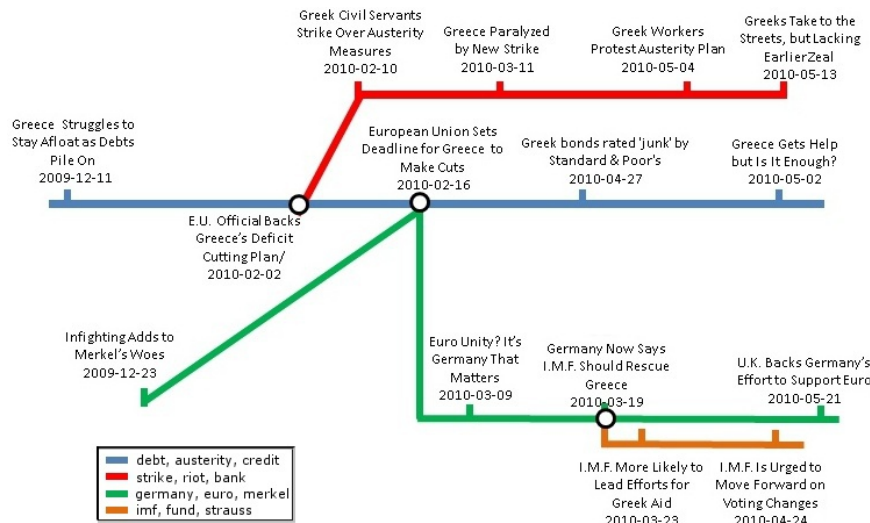 Greek Civil Servants
Strike Over Austerity
Measures
2010-02-10
Greece Paralyzed
by New Strike
2010-03-11
Greek Workers
Protest Austerity Plan
2010-05-04
Greeks Take to the
Streets, but Lacking
EarlierZeal
2010-05-13
Greece Struggles to
Stay Afloat as Debts
Pile On
2009-12-11
European Union Sets
Deadline for Greece to
Make Cuts
2010-02-16
Greek bonds rated 'junk' by
Standard & Poor's
2010-04-27
Greece Gets Help
but Is It Enough?
2010-05-02
E.U. Official Backs
Greece's Deficit
Cutting Plan/
2010-02-02
Infighting Adds to
Merkel's Woes
2009-12-23
Euro Unity? It's
Germany That
Matters
2010-03-09
Germany Now Says
I.M.F. Should Rescue
Greece
2010-03-19
U.K. Backs Germany's
Effort to Support Euro
2010-05-21
debt, austerity, credit
strike, riot, bank
germany, euro, merkel
imf, fund, strauss
I.M.F. More Likely to
Lead Efforts for
Greek Aid
2010-03-23
I.M.F. Is Urged to
Move Forward on
Voting Changes
2010-04-24